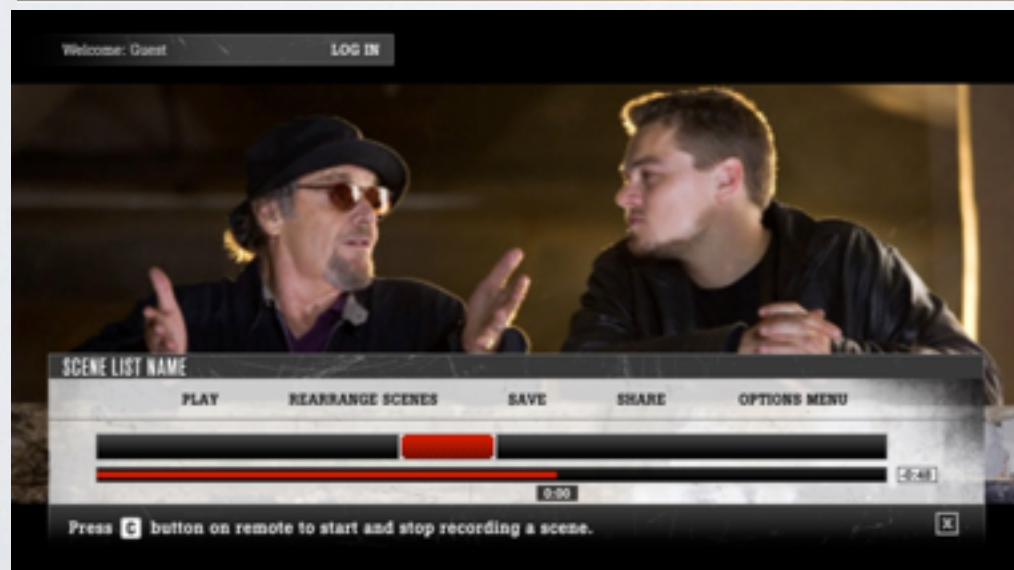 Welcome: Guest LOG IN
SCENE LIST NAME
PLAY REARRANGE SCENES SAVE SHARE OPTIONS MENU
-0:48
0:00
Press C button on remote to start and stop recording a scene. X